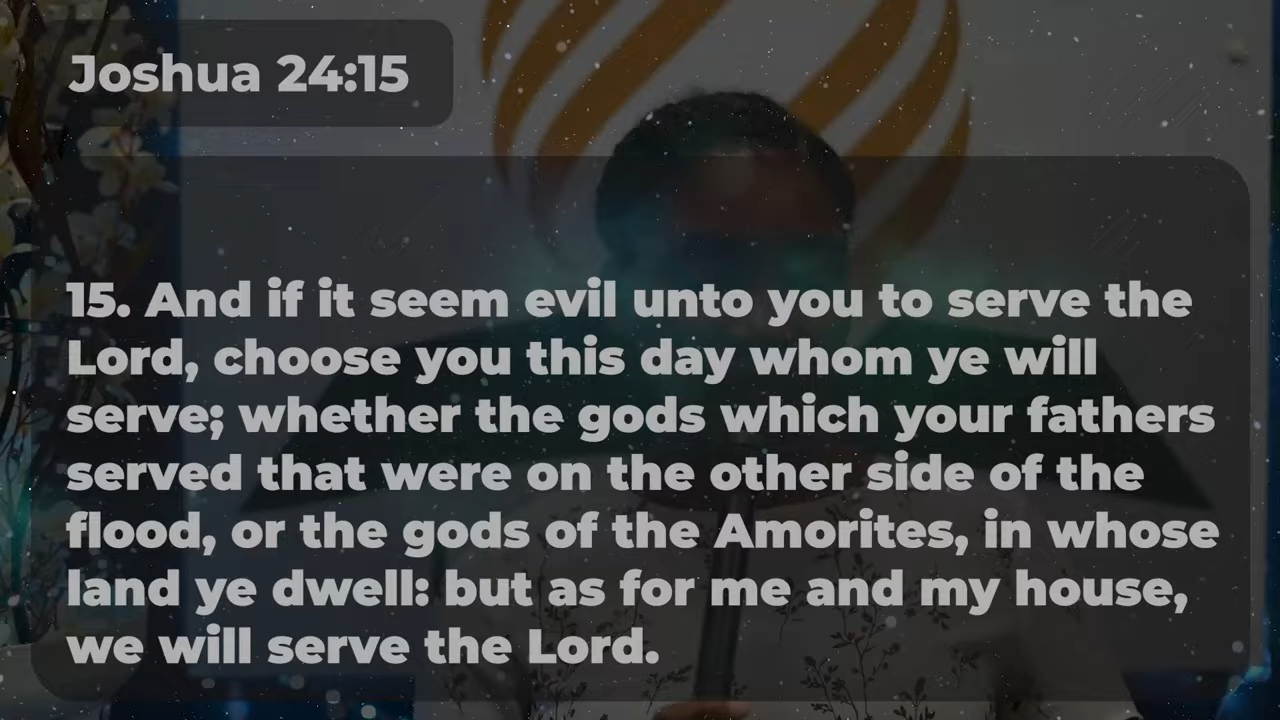 Joshua 24:15
15. And if it seem evil unto you to serve the
Lord, choose you this day whom ye will
serve; whether the gods which your fathers
served that were on the other side of the
flood, or the gods of the Amorites, in whose
land ye dwell: but as for me and my house,
we will serve the Lord.